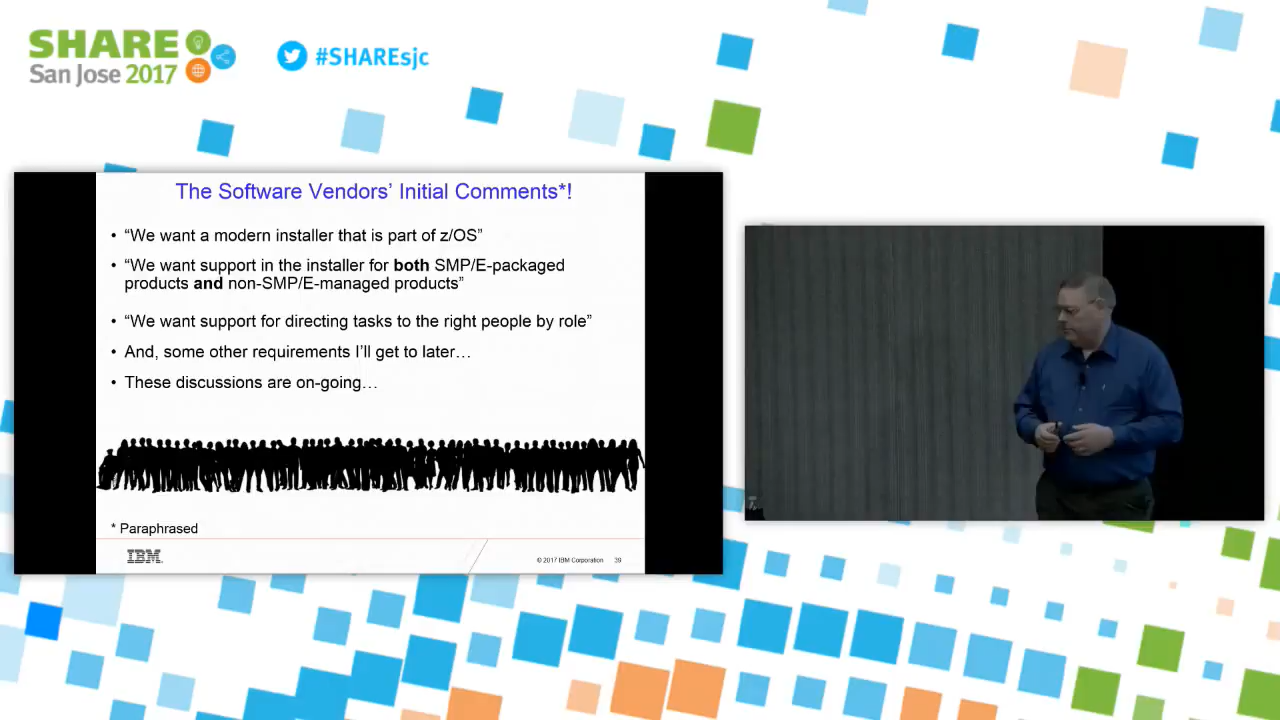 SHARE
San Jose 2017
#SHAREsjc
The Software Vendors’ Initial Comments*!
• “We want a modern installer that is part of z/OS”
• “We want support in the installer for both SMP/E-packaged
products and non-SMP/E-managed products”
• “We want support for directing tasks to the right people by role”
• And, some other requirements I’ll get to later…
• These discussions are on-going…
* Paraphrased
IBM
© 2017 IBM Corporation 39